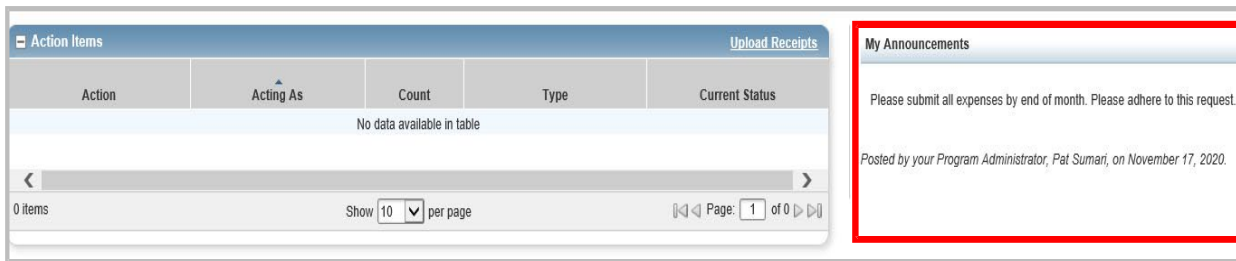 Action Items
Upload Receipts
Action Acting As Count Type Current Status
No data available in table
0 items
Show 10 per page
Page: 1 of 0
My Announcements
Please submit all expenses by end of month. Please adhere to this request.
Posted by your Program Administrator, Pat Sumari, on November 17, 2020.